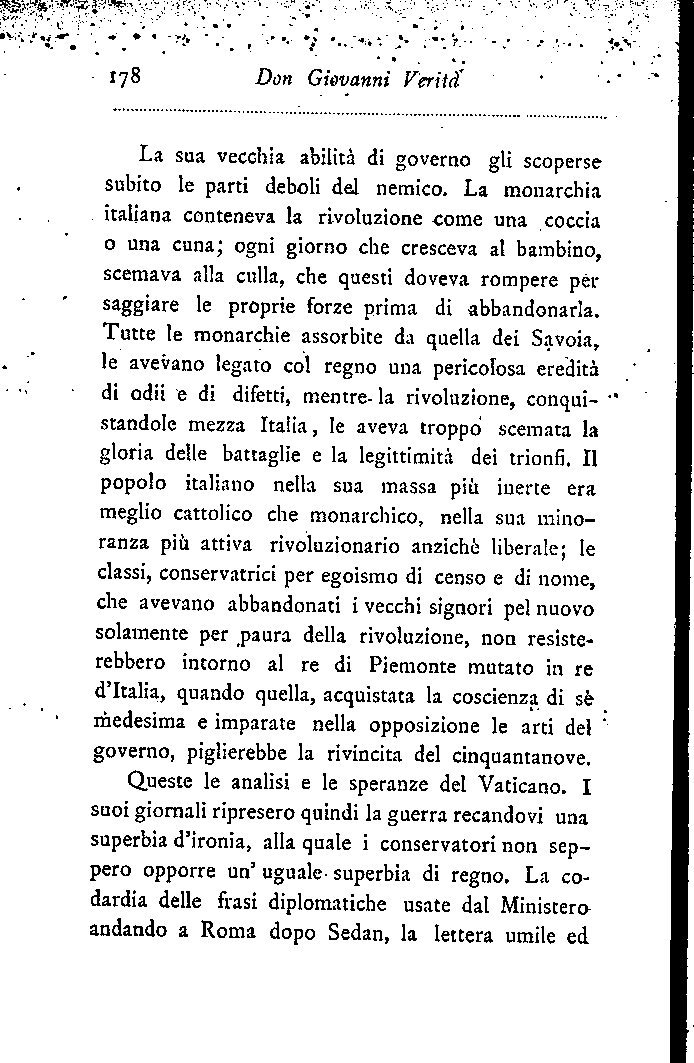 178 Don Giovanni Verità
La sua vecchia abilità di governo gli scoperse
subito le parti deboli del nemico. La monarchia
italiana conteneva la rivoluzione come una coccia
o una cuna; ogni giorno che cresceva al bambino,
scemava alla culla, che questi doveva rompere per
saggiare le proprie forze prima di abbandonarla.
Tutte le monarchie assorbite da quella dei Savoia,
le avevano legato col regno una pericolosa eredità
di odii e di difetti, mentre la rivoluzione, conqui-
standole mezza Italia, le aveva troppo scemata la
gloria delle battaglie e la legittimità dei trionfi. Il
popolo italiano nella sua massa più inerte era
meglio cattolico che monarchico, nella sua mino-
ranza più attiva rivoluzionario anzichè liberale; le
classi, conservatrici per egoismo di censo e di nome,
che avevano abbandonati i vecchi signori pel nuovo
solamente per paura della rivoluzione, non resiste-
rebbero intorno al re di Piemonte mutato in re
d'Italia, quando quella, acquistata la coscienza di sè
medesima e imparate nella opposizione le arti del
governo, piglierebbe la rivincita del cinquantanove.
Queste le analisi e le speranze del Vaticano. I
suoi giornali ripresero quindi la guerra recandovi una
superbia d'ironia, alla quale i conservatori non sep-
pero opporre un' uguale superbia di regno. La co-
dardia delle frasi diplomatiche usate dal Ministero
andando a Roma dopo Sedan, la lettera umile ed